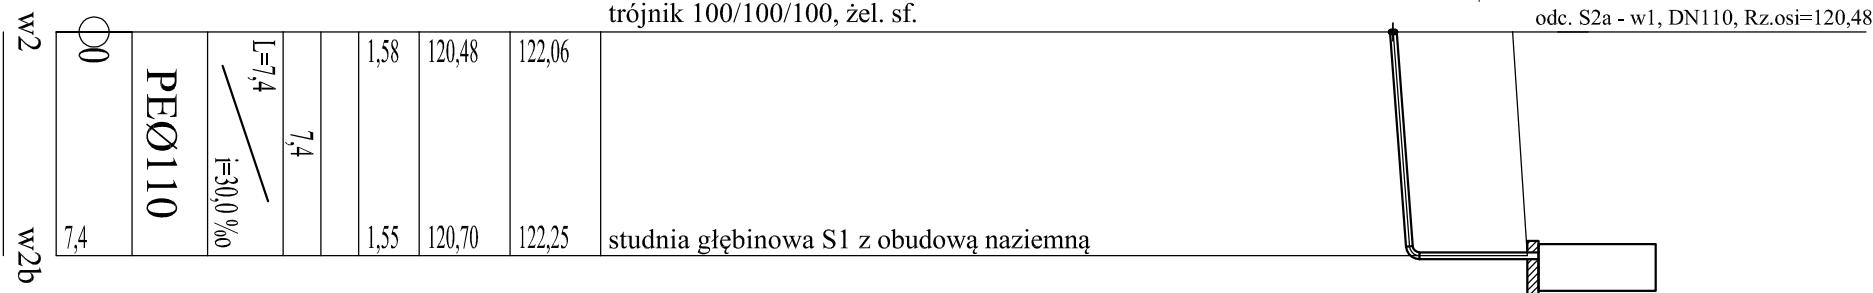 trójnik 100/100/100, żel. sf.
odc. S2a - w1, DN110, Rz.osi=120,48
w2
0
PEØ110
L=7,4
i=30,0 ‰
7,4
1,58
120,48
122,06
w2b
7,4
1,55
120,70
122,25
studnia głębinowa S1 z obudową naziemną